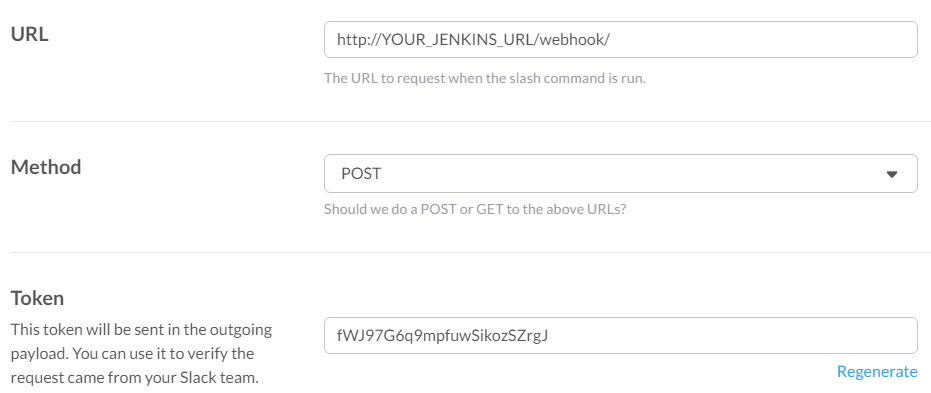 URL
http://YOUR_JENKINS_URL/webhook/
The URL to request when the slash command is run.
Method
POST
Should we do a POST or GET to the above URLs?
Token
This token will be sent in the outgoing
payload. You can use it to verify the
request came from your Slack team.
fWJ97G6q9mpfuwSikozSZrgJ
Regenerate